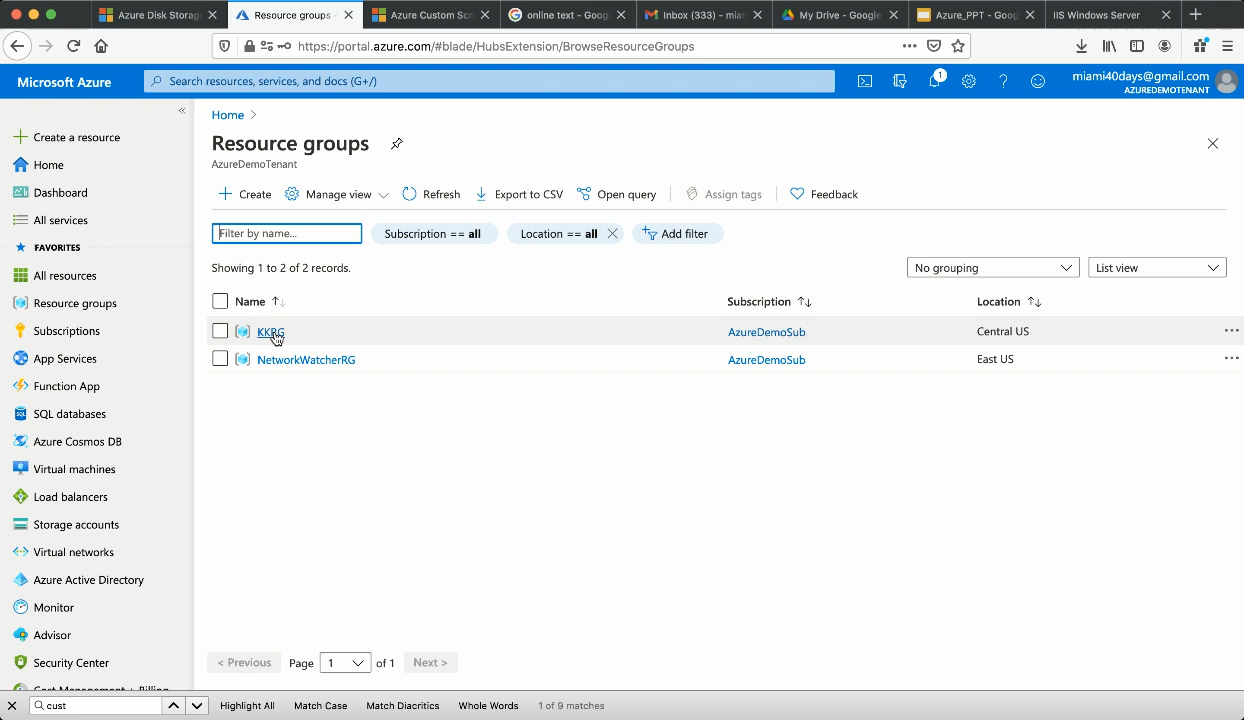 Azure Disk Storag
Resource groups -
Azure Custom Scri
online text - Goog
Inbox (333) - miam
My Drive - Google
Azure_PPT - Goog
IIS Windows Server
https://portal.azure.com/#blade/HubsExtension/BrowseResourceGroups
Microsoft Azure
Search resources, services, and docs (G+/)
1
miami40days@gmail.com
AZUREDEMOTENANT
Create a resource
Home
Dashboard
All services
FAVORITES
All resources
Resource groups
Subscriptions
App Services
Function App
SQL databases
Azure Cosmos DB
Virtual machines
Load balancers
Storage accounts
Virtual networks
Azure Active Directory
Monitor
Advisor
Security Center
Cost Management + Billing
Home >
Resource groups
AzureDemoTenant
Create
Manage view
Refresh
Export to CSV
Open query
Assign tags
Feedback
Filter by name...
Subscription == all
Location == all
Add filter
Showing 1 to 2 of 2 records.
No grouping
List view
Name
Subscription
Location
KKRG
AzureDemoSub
Central US
NetworkWatcherRG
AzureDemoSub
East US
< Previous
Page
1
of 1
Next >
cust
Highlight All
Match Case
Match Diacritics
Whole Words
1 of 9 matches